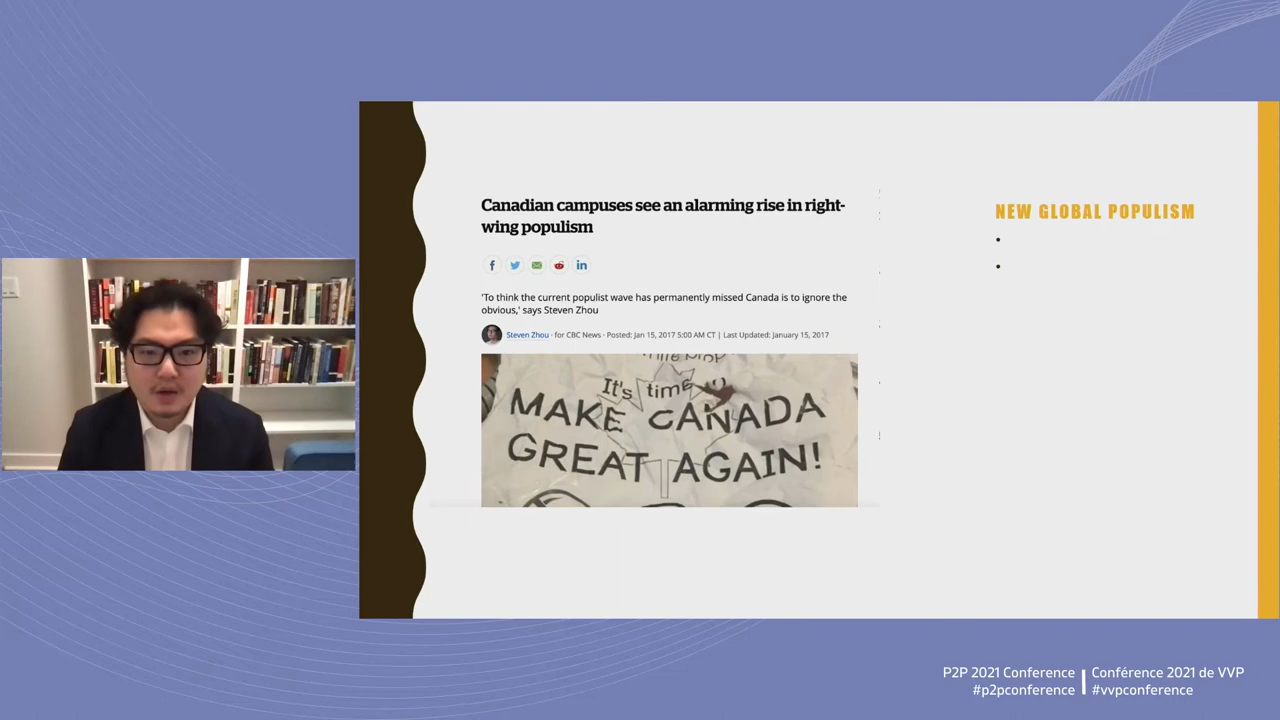 Canadian campuses see an alarming rise in right-
wing populism
'To think the current populist wave has permanently missed Canada is to ignore the
obvious,' says Steven Zhou
Steven Zhou · for CBC News · Posted: Jan 15, 2017 5:00 AM CT | Last Updated: January 15, 2017
It's time
MAKE CANADA
GREAT AGAIN!
NEW GLOBAL POPULISM
P2P 2021 Conference
#p2pconference
Conférence 2021 de VVP
#vvpconference